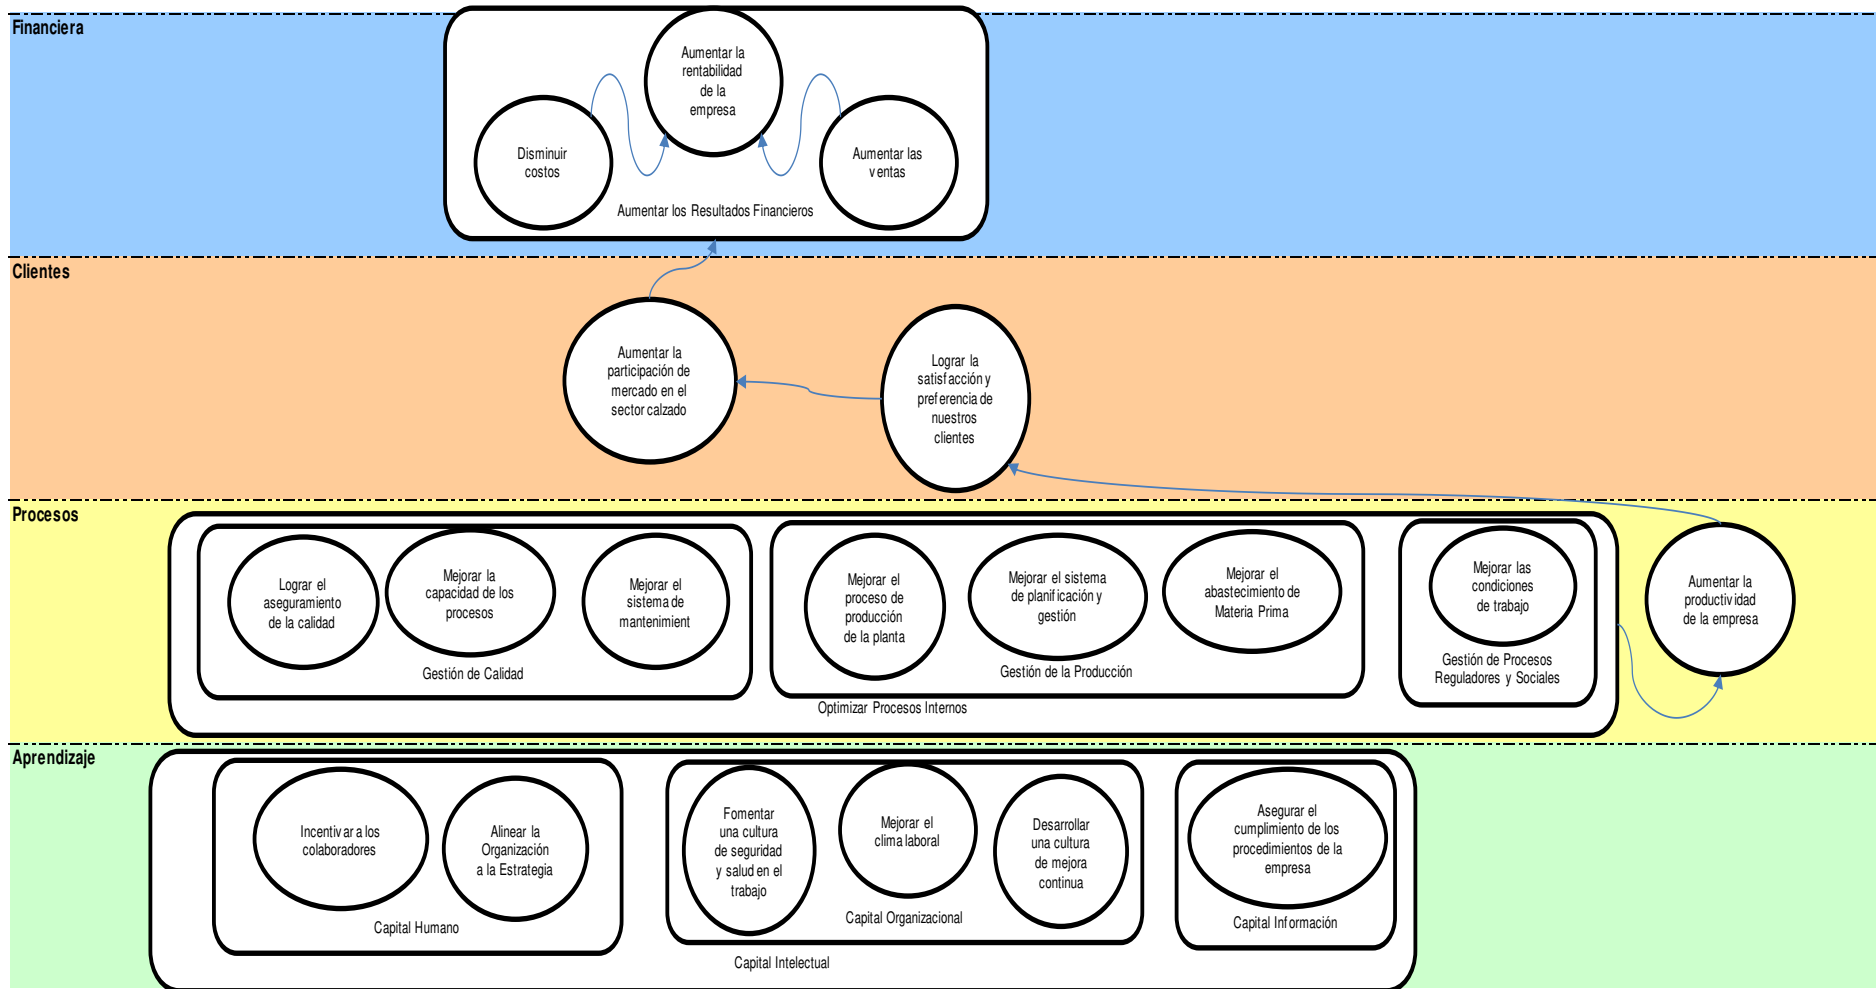 Financiera
Aumentar la
rentabilidad
de la
empresa
Disminuir
costos
Aumentar las
ventas
Aumentar los Resultados Financieros
Clientes
Aumentar la
participación de
mercado en el
sector calzado
Lograr la
satisfacción y
preferencia de
nuestros
clientes
Procesos
Lograr el
aseguramiento
de la calidad
Mejorar la
capacidad de los
procesos
Mejorar el
sistema de
mantenimient
Gestión de Calidad
Mejorar el
proceso de
producción
de la planta
Mejorar el sistema
de planificación y
gestión
Mejorar el
abastecimiento de
Materia Prima
Gestión de la Producción
Mejorar las
condiciones
de trabajo
Gestión de Procesos
Reguladores y Sociales
Optimizar Procesos Internos
Aumentar la
productividad
de la empresa
Aprendizaje
Incentivar a los
colaboradores
Alinear la
Organización
a la Estrategia
Capital Humano
Fomentar
una cultura
de seguridad
y salud en el
trabajo
Mejorar el
clima laboral
Desarrollar
una cultura
de mejora
continua
Capital Organizacional
Asegurar el
cumplimiento de los
procedimientos de la
empresa
Capital Información
Capital Intelectual